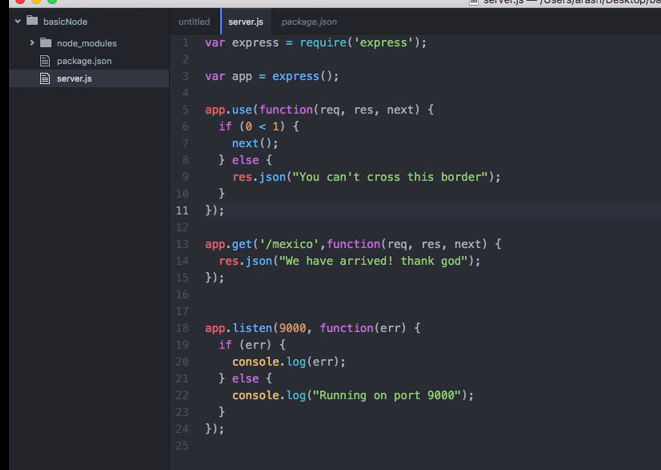 server.js — /Users/arash/Desktop/ba
basicNode
node_modules
package.json
server.js
untitled
server.js
package.json
1 var express = require('express');
2
3 var app = express();
4
5 app.use(function(req, res, next) {
6   if (0 < 1) {
7     next();
8   } else {
9     res.json("You can't cross this border");
10   }
11 });
12
13 app.get('/mexico',function(req, res, next) {
14   res.json("We have arrived! thank god");
15 });
16
17
18 app.listen(9000, function(err) {
19   if (err) {
20     console.log(err);
21   } else {
22     console.log("Running on port 9000");
23   }
24 });
25